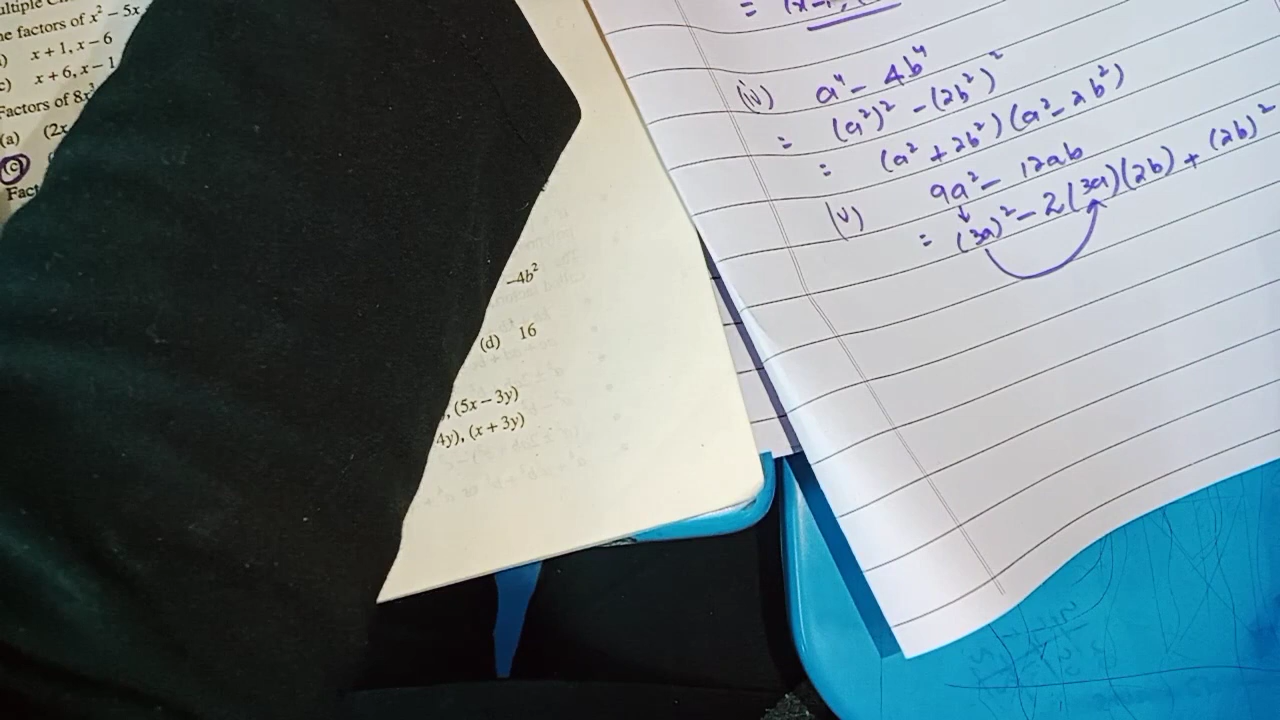 ne factors of x² – 5x
x + 1, x – 6
c) x + 6, x – 1
Factors of 8x³
(a) (2x
(c)
Fact
–4b²
(d) 16
, (5x – 3y)
4y), (x + 3y)
=
(iv) a⁴ – 4b⁴
= (a²)² – (2b²)²
= (a² + 2b²)(a² – 2b²)
(v) 9a² – 12ab
= (3a)² – 2(3a)(2b) + (2b)²